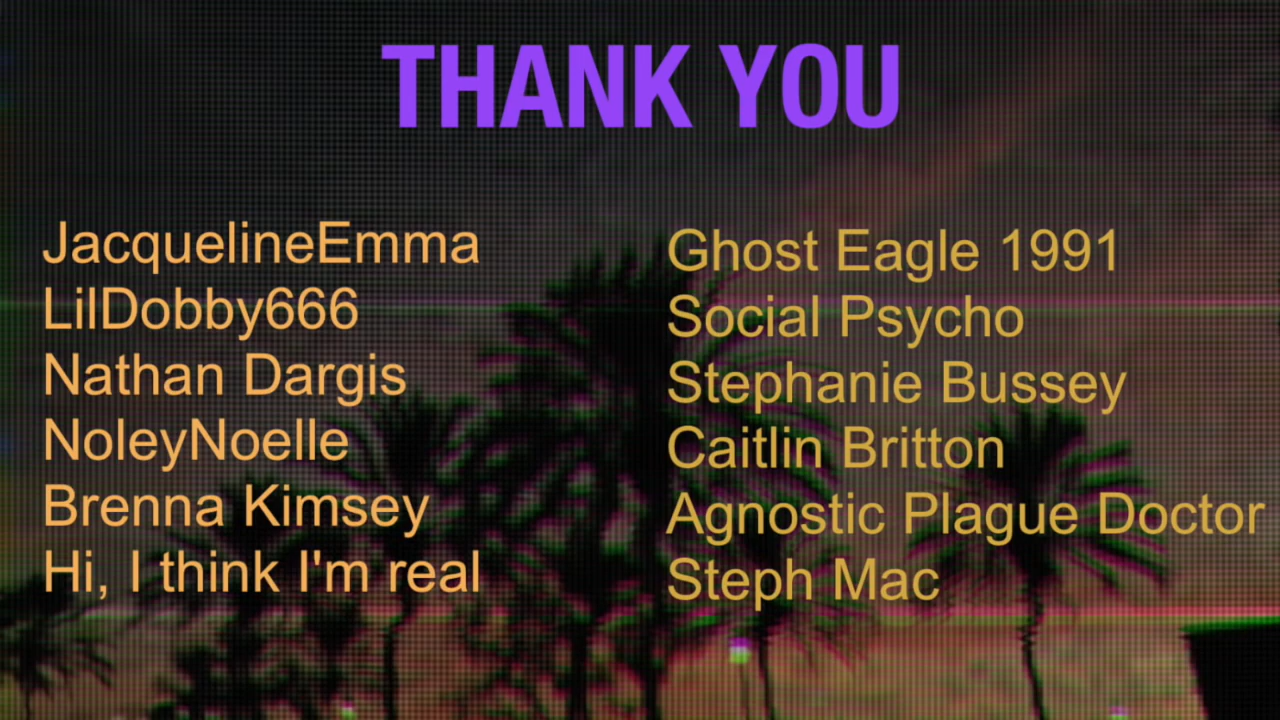 THANK YOU
JacquelineEmma
LilDobby666
Nathan Dargis
NoleyNoelle
Brenna Kimsey
Hi, I think I'm real
Ghost Eagle 1991
Social Psycho
Stephanie Bussey
Caitlin Britton
Agnostic Plague Doctor
Steph Mac